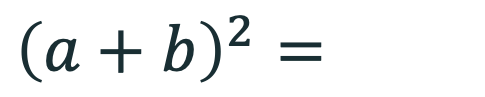 (a + b)² =